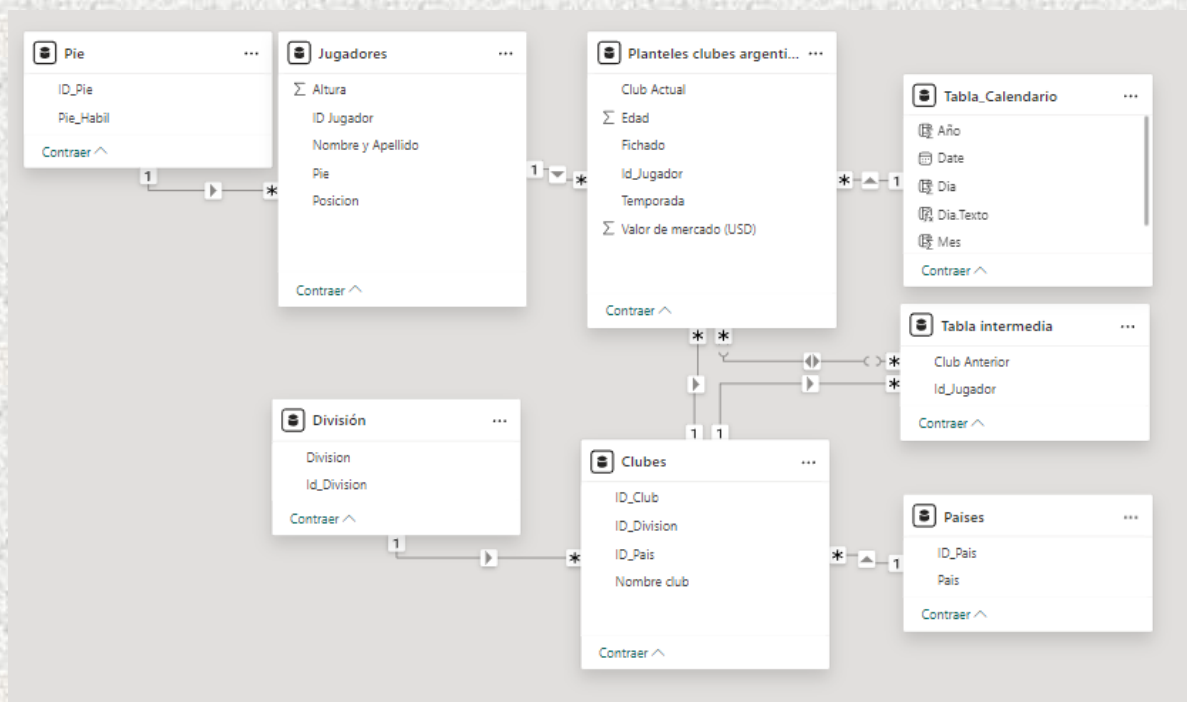 Pie
ID_Pie
Pie_Habil
Contraer
Jugadores
Σ Altura
ID Jugador
Nombre y Apellido
Pie
Posicion
Contraer
Planteles clubes argenti...
Club Actual
Σ Edad
Fichado
Id_Jugador
Temporada
Σ Valor de mercado (USD)
Contraer
Tabla_Calendario
Año
Date
Dia
Dia.Texto
Mes
Contraer
1
*
1
*
*
1
Tabla intermedia
Club Anterior
Id_Jugador
Contraer
* *
*
*
1 1
División
Division
Id_Division
Contraer
Clubes
ID_Club
ID_Division
ID_Pais
Nombre club
Contraer
Paises
ID_Pais
Pais
Contraer
1
*
*
1